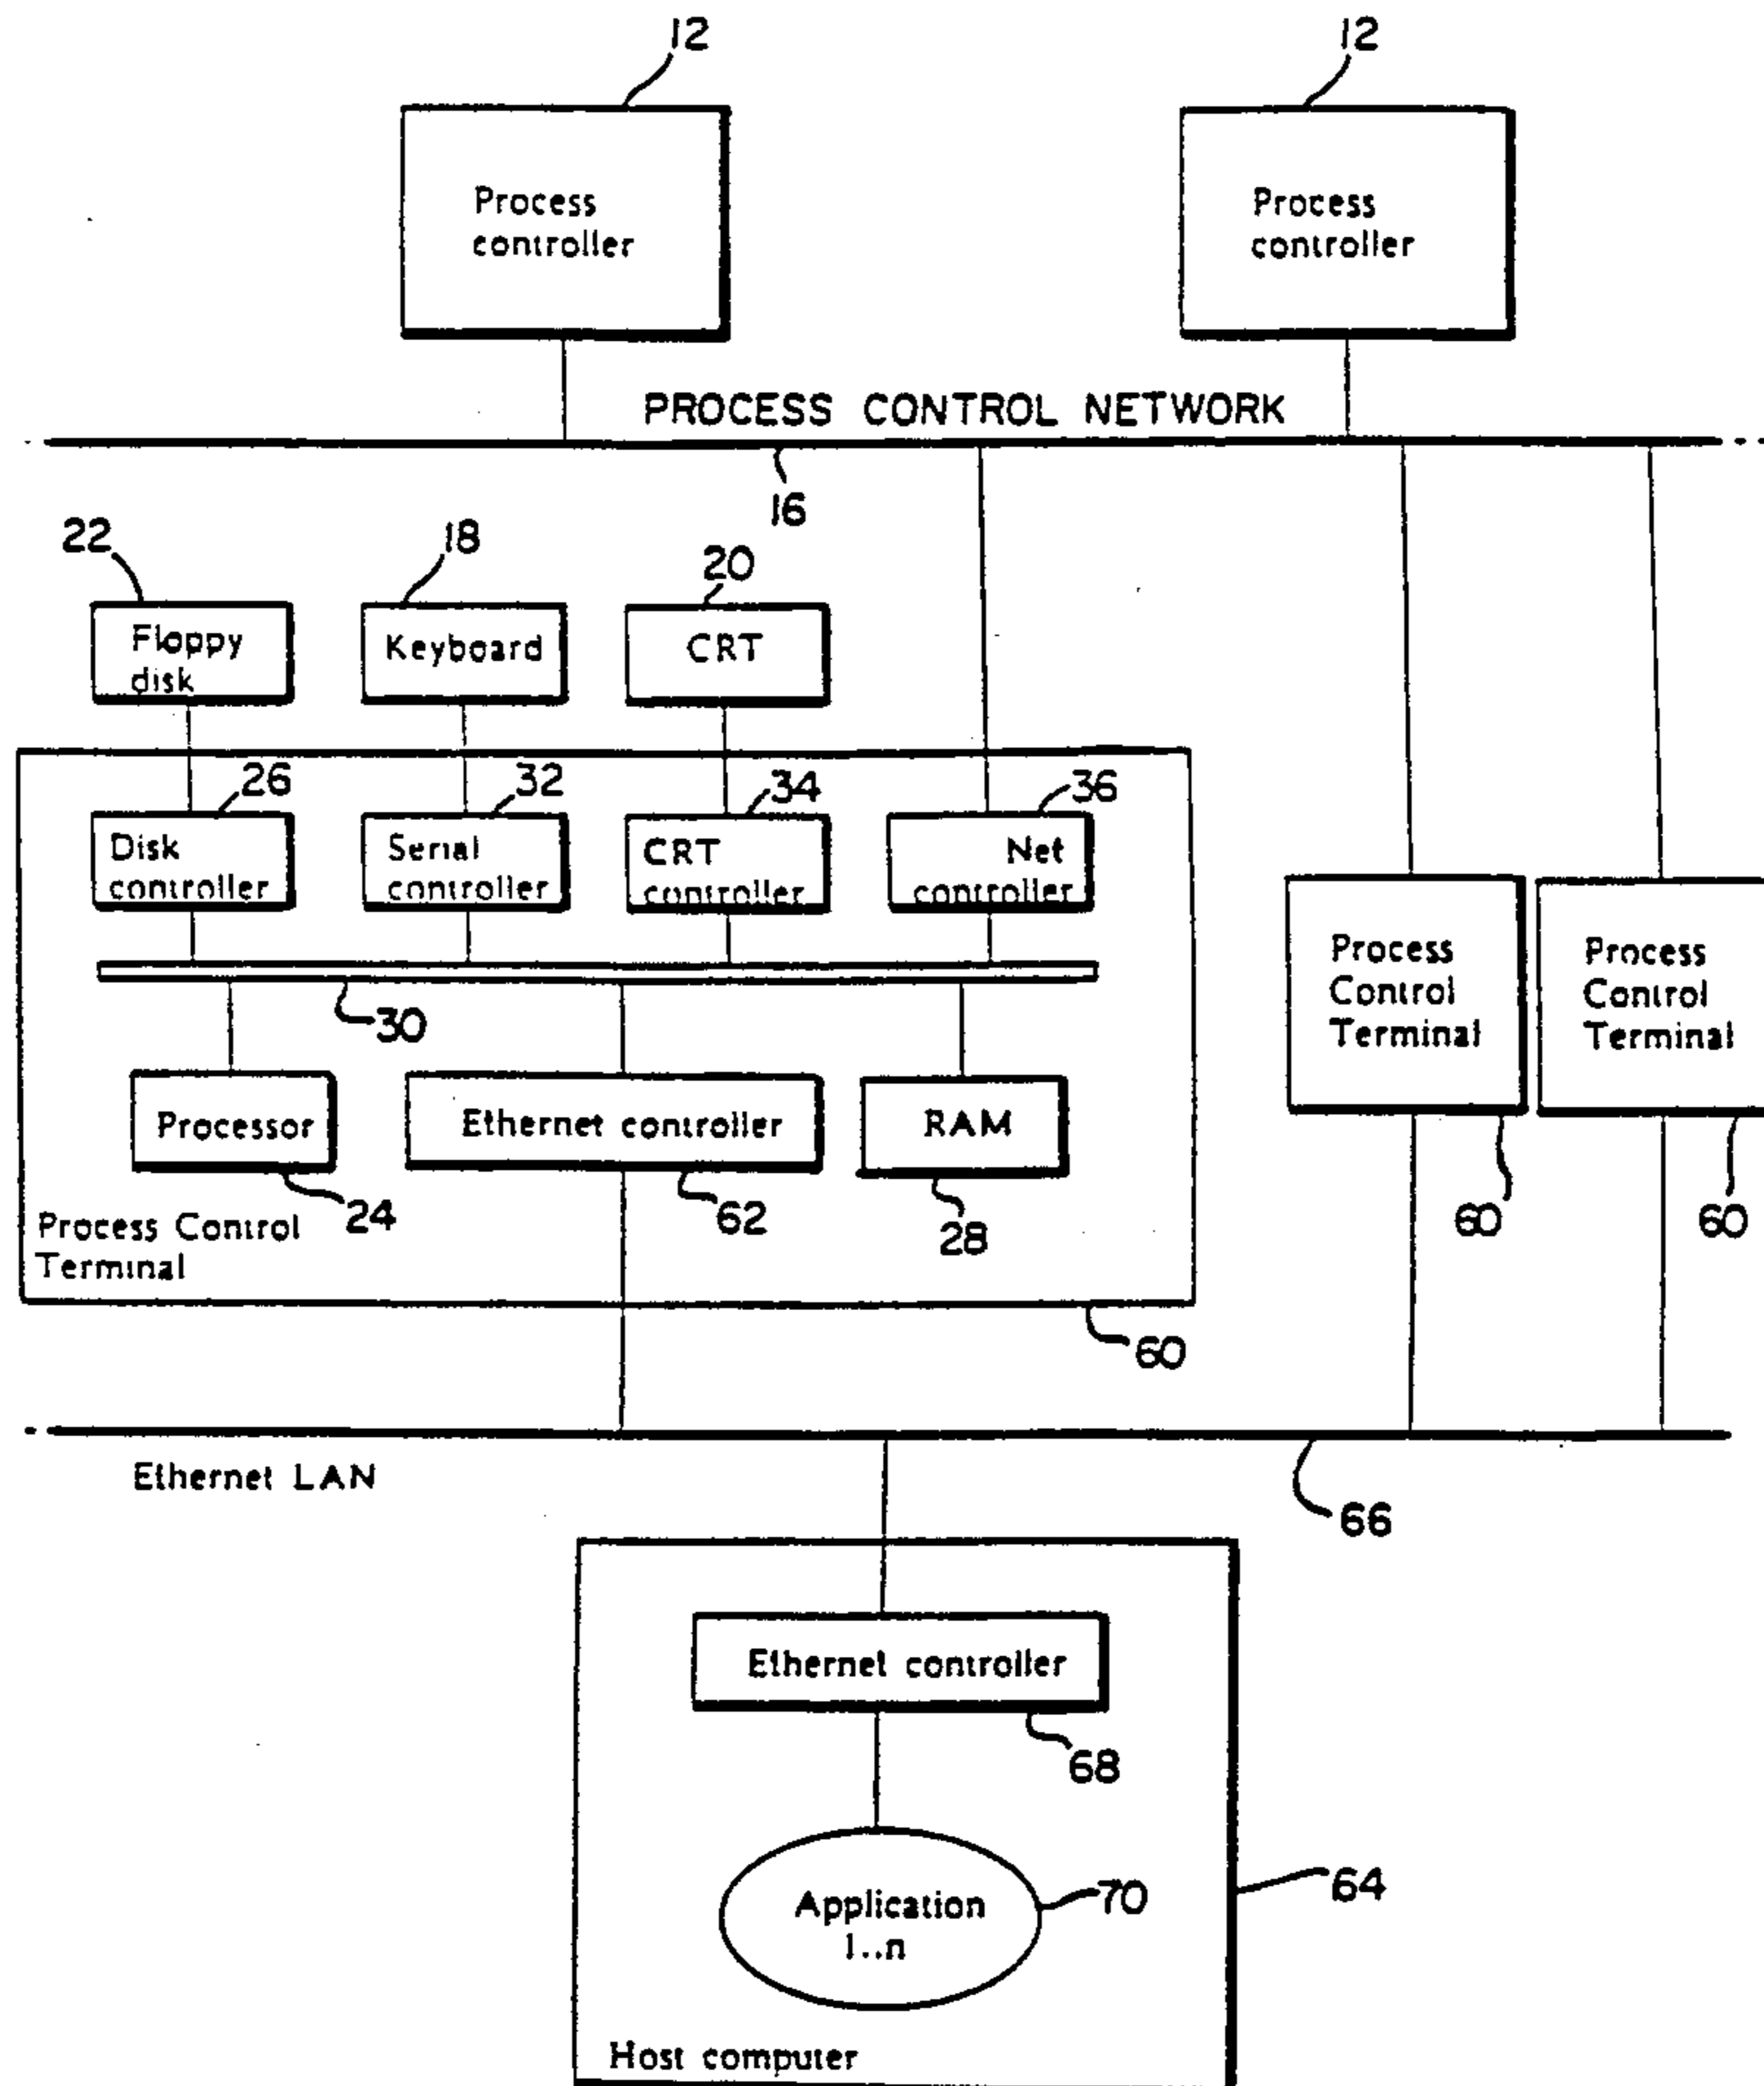 12
12
Process
controller
Process
controller
PROCESS CONTROL NETWORK
16
22
18
20
Floppy
disk
Keyboard
CRT
26
32
34
36
Disk
controller
Serial
controller
CRT
controller
Net
controller
30
Process
Control
Terminal
Process
Control
Terminal
Processor
Ethernet controller
RAM
24
62
28
60
60
Process Control
Terminal
60
Ethernet LAN
66
Ethernet controller
68
Application
1..n
70
64
Host computer